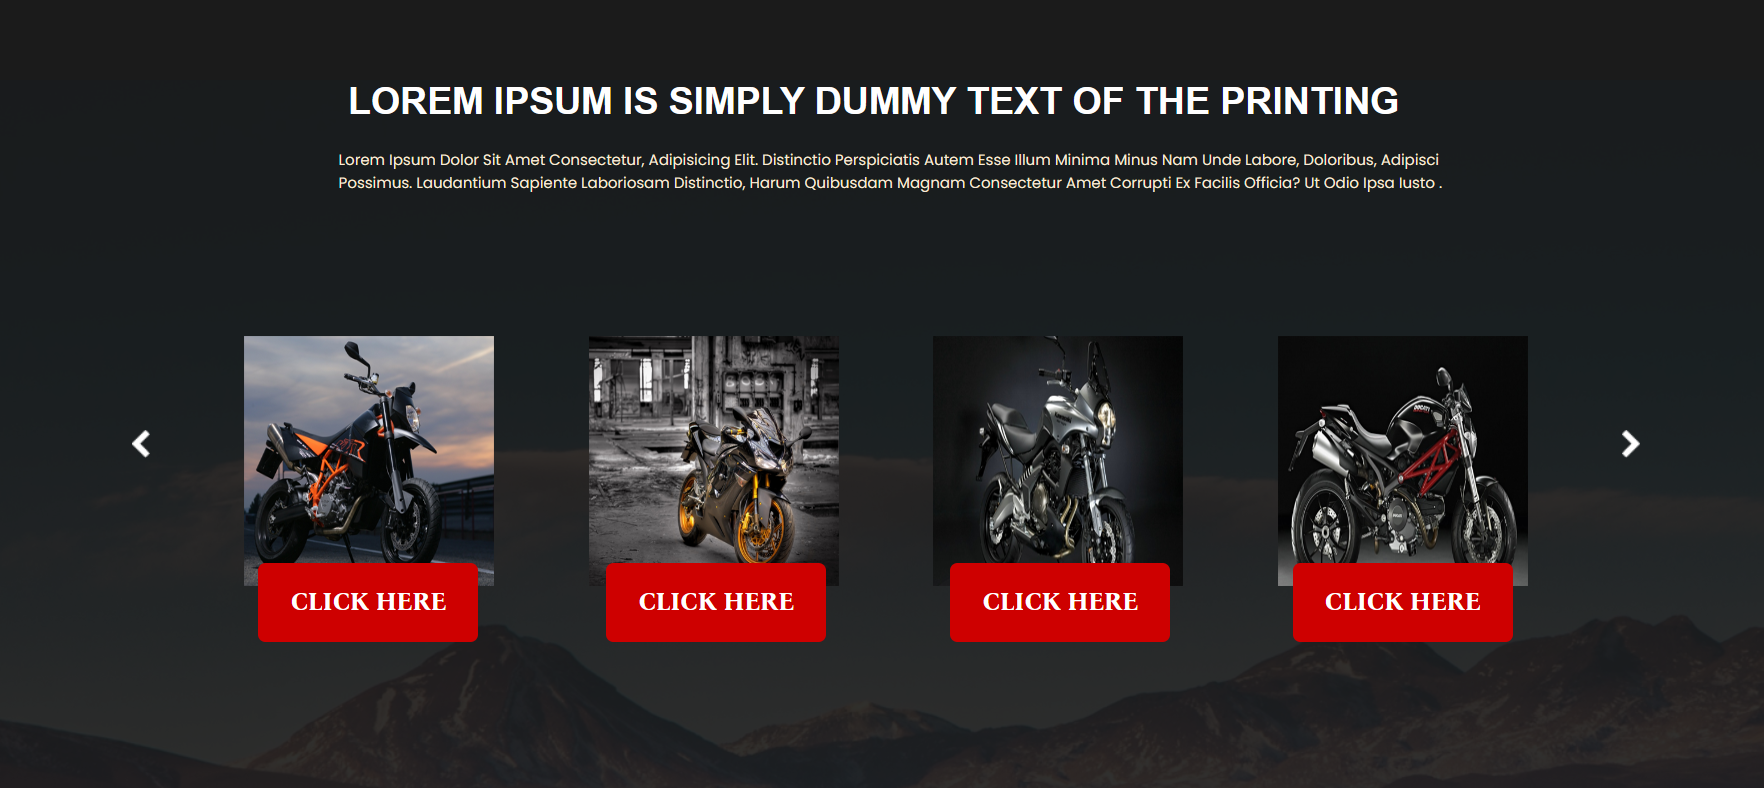 LOREM IPSUM IS SIMPLY DUMMY TEXT OF THE PRINTING
Lorem Ipsum Dolor Sit Amet Consectetur, Adipisicing Elit. Distinctio Perspiciatis Autem Esse Illum Minima Minus Nam Unde Labore, Doloribus, Adipisci
Possimus. Laudantium Sapiente Laboriosam Distinctio, Harum Quibusdam Magnam Consectetur Amet Corrupti Ex Facilis Officia? Ut Odio Ipsa Iusto .
DUCATI
CLICK HERE
CLICK HERE
CLICK HERE
CLICK HERE